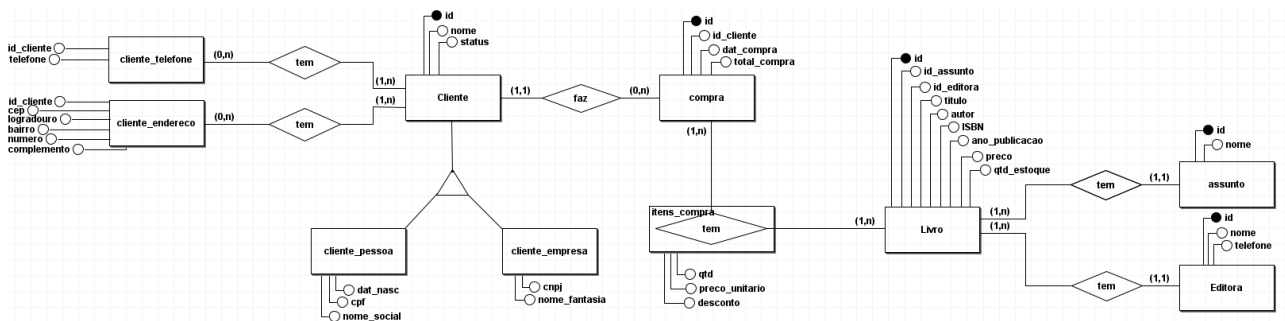 id_cliente
telefone
cliente_telefone
(0,n)
tem
(1,n)
id_cliente
cep
logradouro
bairro
numero
complemento
cliente_endereco
(0,n)
tem
(1,n)
id
nome
status
Cliente
(1,1)
faz
(0,n)
id
id_cliente
dat_compra
total_compra
compra
(1,n)
cliente_pessoa
dat_nasc
cpf
nome_social
cliente_empresa
cnpj
nome_fantasia
itens_compra
tem
qtd
preco_unitario
desconto
(1,n)
id
id_assunto
id_editora
titulo
autor
ISBN
ano_publicacao
preco
qtd_estoque
Livro
(1,n)
tem
(1,1)
id
nome
assunto
(1,n)
tem
(1,1)
id
nome
telefone
Editora